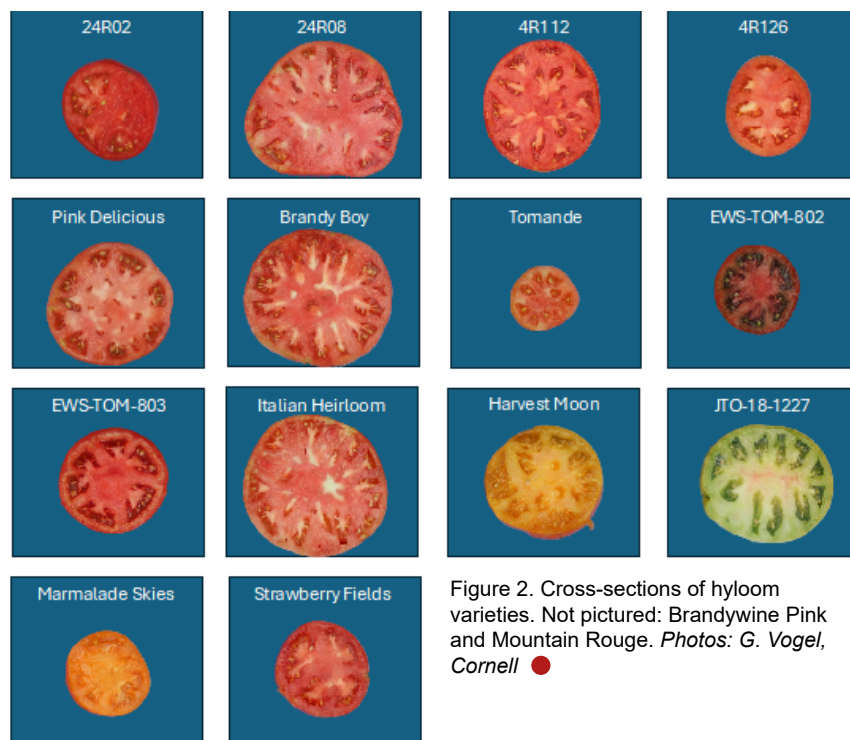 24R02
24R08
4R112
4R126
Pink Delicious
Brandy Boy
Tomande
EWS-TOM-802
EWS-TOM-803
Italian Heirloom
Harvest Moon
JTO-18-1227
Marmalade Skies
Strawberry Fields
Figure 2. Cross-sections of hyloom
varieties. Not pictured: Brandywine Pink
and Mountain Rouge. Photos: G. Vogel,
Cornell